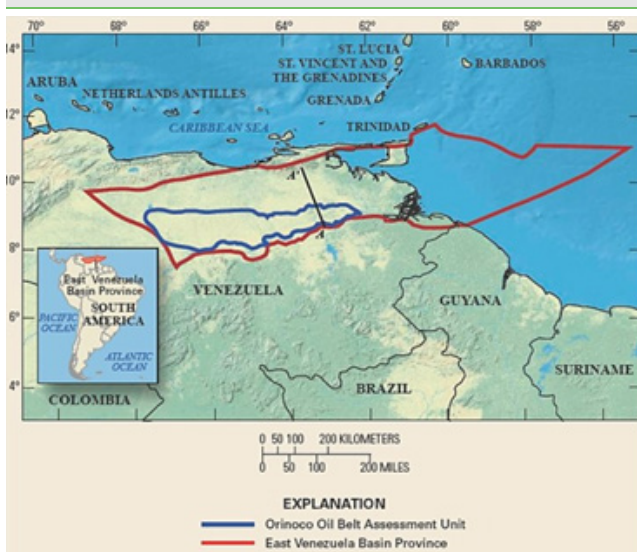 70° 68° 66° 64° 62° 60° 58° 56°
14°
ST. LUCIA
ST. VINCENT AND
THE GRENADINES
BARBADOS
ARUBA
NETHERLANDS ANTILLES
GRENADA
12°
CARIBBEAN SEA
TRINIDAD
10°
A'
A
8°
East Venezuela
Basin Province
SOUTH
AMERICA
PACIFIC
OCEAN
ATLANTIC
OCEAN
VENEZUELA
GUYANA
6°
SURINAME
4°
BRAZIL
COLOMBIA
0 50 100 200 KILOMETERS
0 50 100 200 MILES
EXPLANATION
Orinoco Oil Belt Assessment Unit
East Venezuela Basin Province